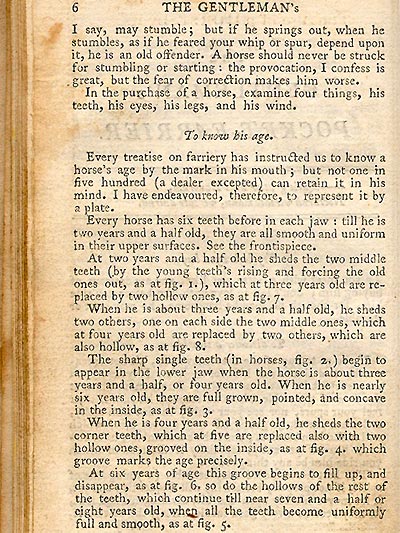 6 THE GENTLEMAN's
I say, may stumble; but if he springs out, when he
stumbles, as if he feared your whip or spur, depend upon
it, he is an old offender. A horse should never be struck
for stumbling or starting: the provocation, I confess is
great, but the fear of correction makes him worse.
In the purchase of a horse, examine four things, his
teeth, his eyes, his legs, and his wind.
To know his age.
Every treatise on farriery has instructed us to know a
horse's age by the mark in his mouth; but not one in
five hundred (a dealer excepted) can retain it in his
mind. I have endeavoured, therefore, to represent it by
a plate.
Every horse has six teeth before in each jaw: till he is
two years and a half old, they are all smooth and uniform
in their upper surfaces. See the frontispiece.
At two years and a half old he sheds the two middle
teeth (by the young teeth's rising and forcing the old
ones out, as at fig. 1.), which at three years old are re-
placed by two hollow ones, as at fig. 7.
When he is about three years and a half old, he sheds
two others, one on each side the two middle ones, which
at four years old are replaced by two others, which are
also hollow, as at fig. 8.
The sharp single teeth (in horses, fig. 2.) begin to
appear in the lower jaw when the horse is about three
years and a half, or four years old. When he is nearly
six years old, they are full grown, pointed, and concave
in the inside, as at fig. 3.
When he is four years and a half old, he sheds the two
corner teeth, which at five are replaced also with two
hollow ones, grooved on the inside, as at fig. 4. which
groove marks the age precisely.
At six years of age this groove begins to fill up, and
disappear, as at fig. 6. so do the hollows of the rest of
the teeth, which continue till near seven and a half or
eight years old, when all the teeth become uniformly
full and smooth, as at fig. 5.